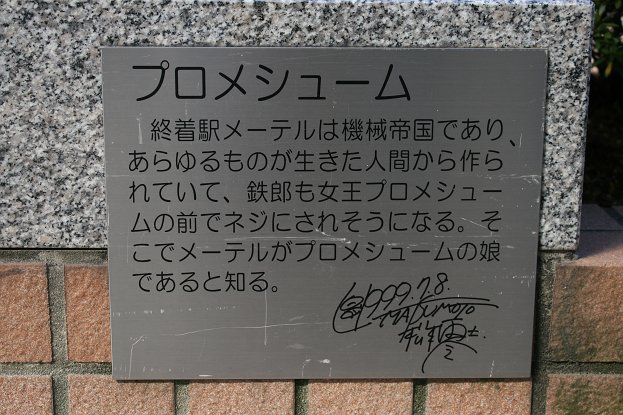 プロメシューム
終着駅メーテルは機械帝国であり、
あらゆるものが生きた人間から作ら
れていて、鉄郎も女王プロメシュー
ムの前でネジにされそうになる。そ
こでメーテルがプロメシュームの娘
であると知る。
1999.7.8.
MATSUMOTO
松本零士